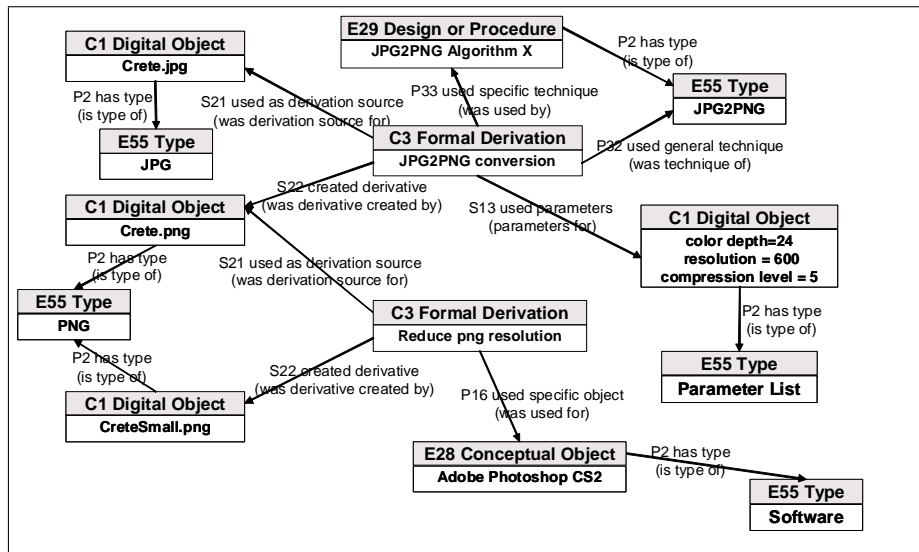 E29 Design or Procedure
JPG2PNG Algorithm X
P2 has type
(is type of)
C1 Digital Object
Crete.jpg
P2 has type
(is type of)
S21 used as derivation source
(was derivation source for)
P33 used specific technique
(was used by)
E55 Type
JPG2PNG
E55 Type
JPG
C3 Formal Derivation
JPG2PNG conversion
P32 used general technique
(was technique of)
S22 created derivative
(was derivative created by)
C1 Digital Object
Crete.png
S13 used parameters
(parameters for)
C1 Digital Object
color depth=24
resolution = 600
compression level = 5
P2 has type
(is type of)
S21 used as derivation source
(was derivation source for)
E55 Type
PNG
C3 Formal Derivation
Reduce png resolution
P2 has type
(is type of)
P2 has type
(is type of)
S22 created derivative
(was derivative created by)
E55 Type
Parameter List
C1 Digital Object
CreteSmall.png
P16 used specific object
(was used for)
E28 Conceptual Object
Adobe Photoshop CS2
P2 has type
(is type of)
E55 Type
Software